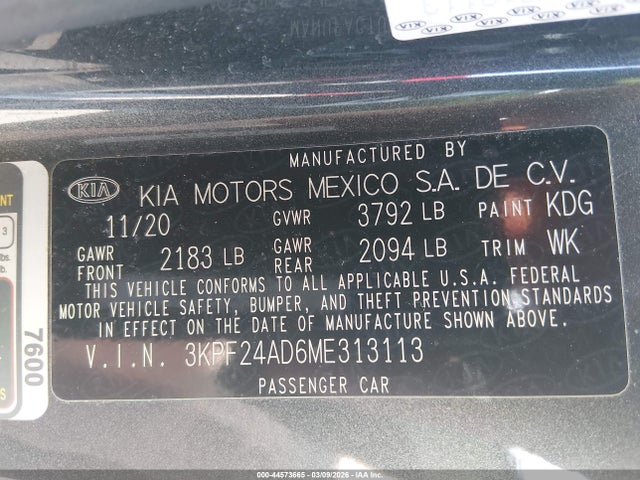 MANUFACTURED BY
KIA KIA MOTORS MEXICO S.A. DE C.V.
11/20 GVWR 3792 LB PAINT KDG
GAWR FRONT 2183 LB GAWR REAR 2094 LB TRIM WK
THIS VEHICLE CONFORMS TO ALL APPLICABLE U.S.A. FEDERAL
MOTOR VEHICLE SAFETY, BUMPER, AND THEFT PREVENTION STANDARDS
IN EFFECT ON THE DATE OF MANUFACTURE SHOWN ABOVE.
V.I.N. 3KPF24AD6ME313113
PASSENGER CAR
7600
000-44573665 | 03/09/2026 - IAAI.com